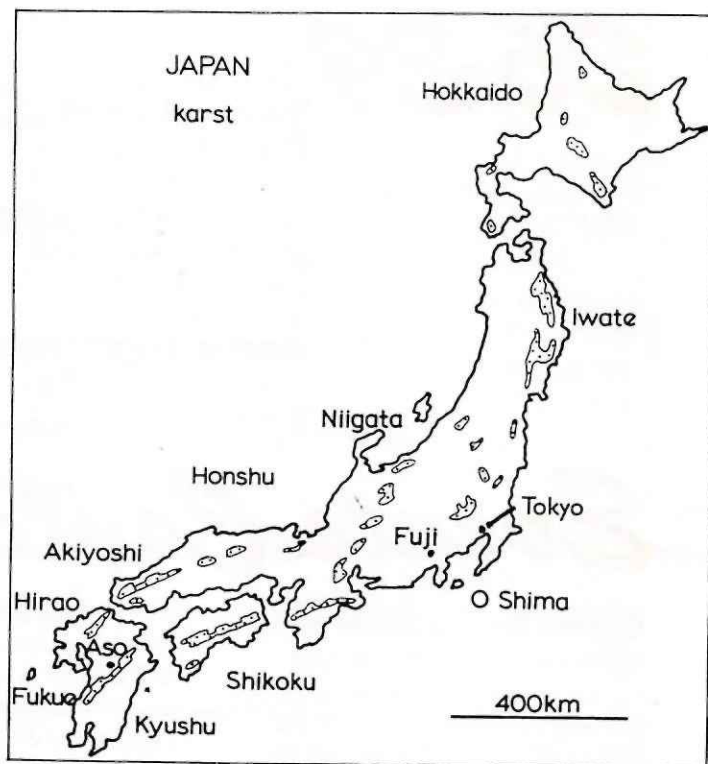 JAPAN
karst
Hokkaido
Iwate
Niigata
Honshu
Tokyo
Fuji
Akiyoshi
Hirao
O Shima
Aso
Shikoku
Fukue
Kyushu
400km